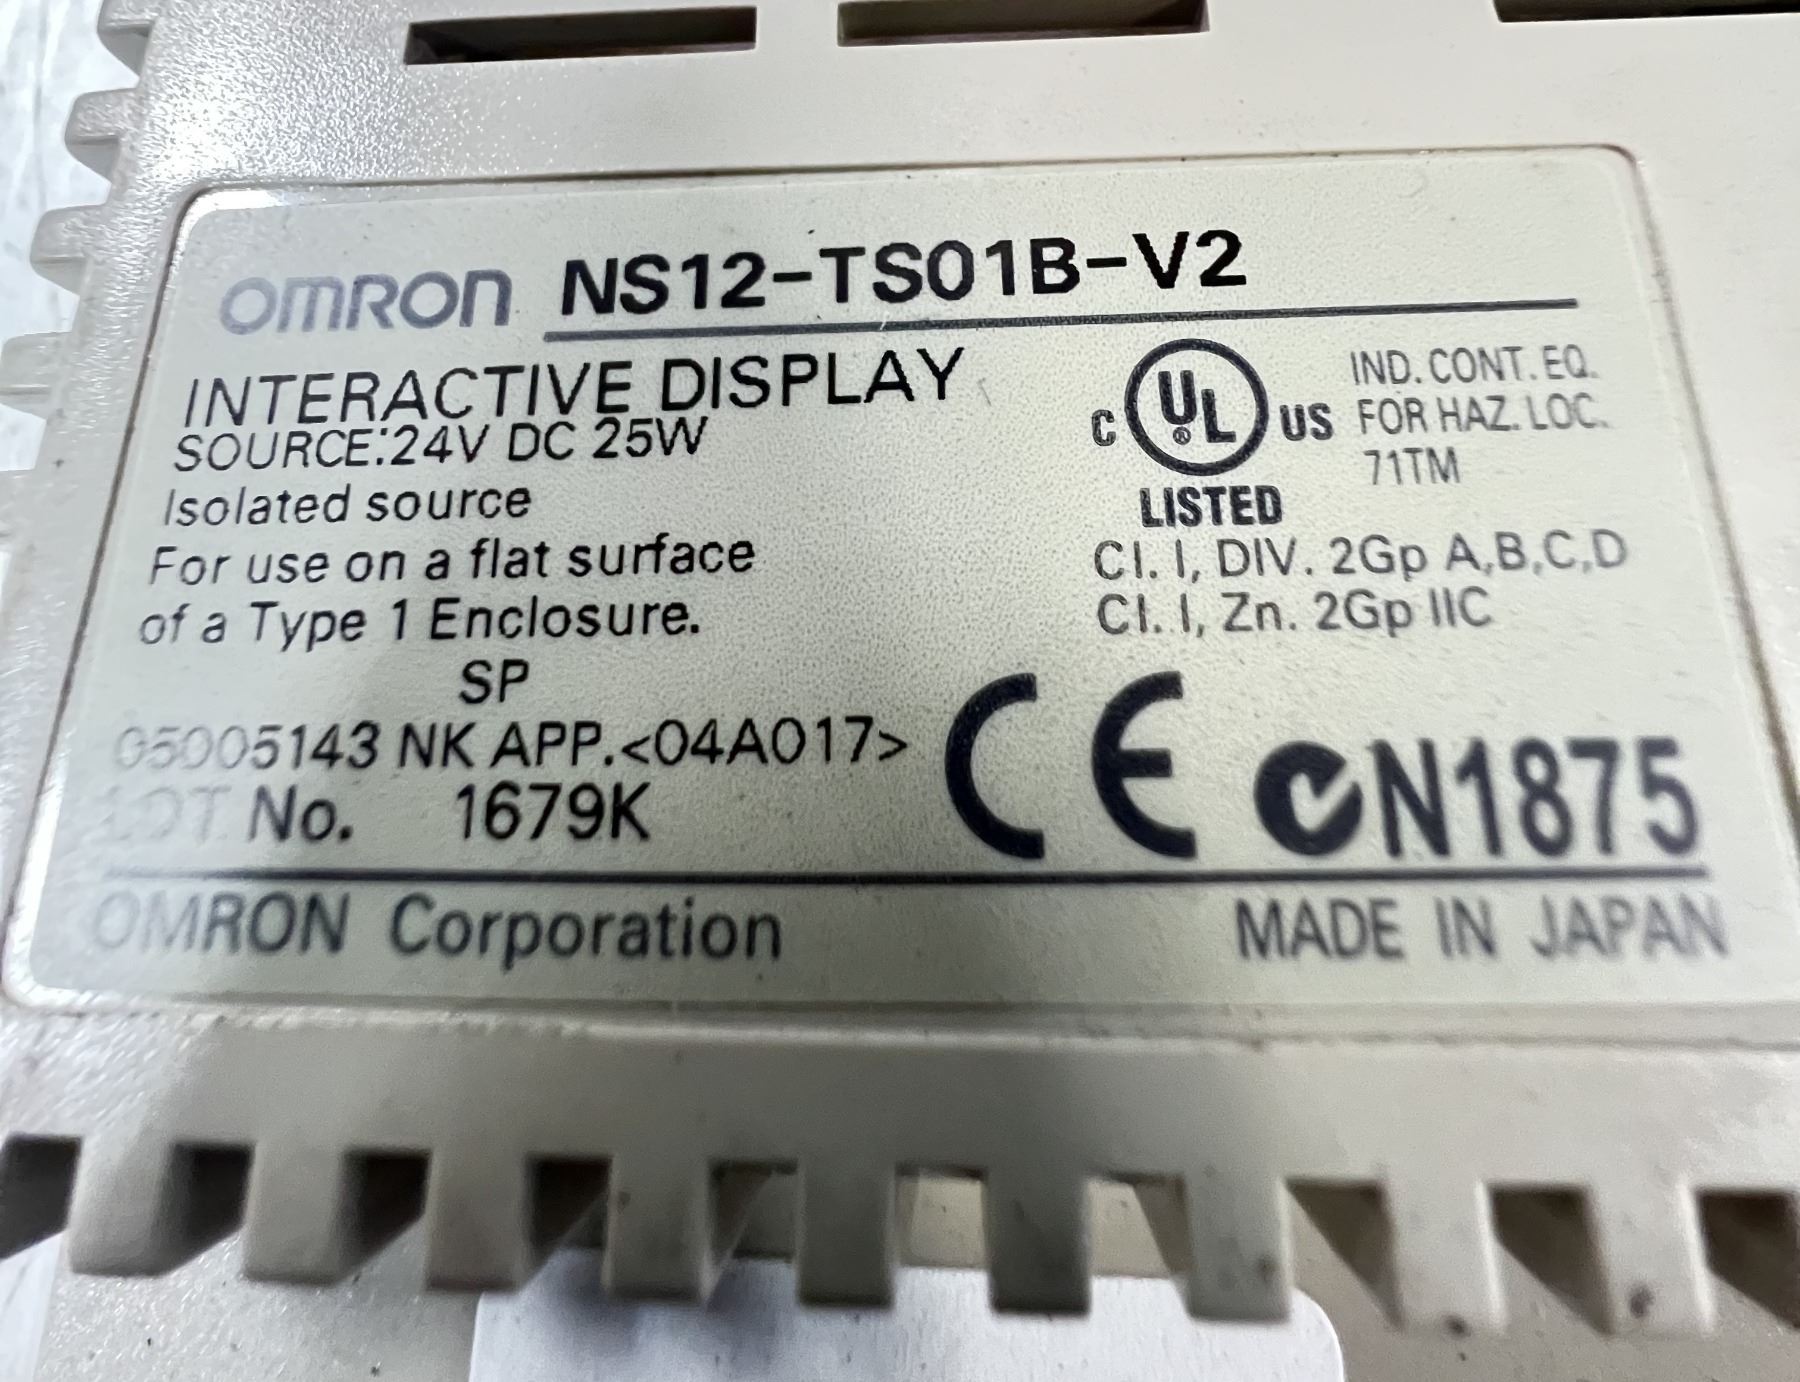 OMRON NS12-TS01B-V2
INTERACTIVE DISPLAY
SOURCE:24V DC 25W
Isolated source
For use on a flat surface
of a Type 1 Enclosure.
SP
05005143 NK APP.<04A017>
LOT No. 1679K
C UL ® US
LISTED
IND. CONT. EQ.
FOR HAZ. LOC.
71TM
Cl. I, DIV. 2Gp A,B,C,D
Cl. I, Zn. 2Gp IIC
CE N1875
OMRON Corporation MADE IN JAPAN